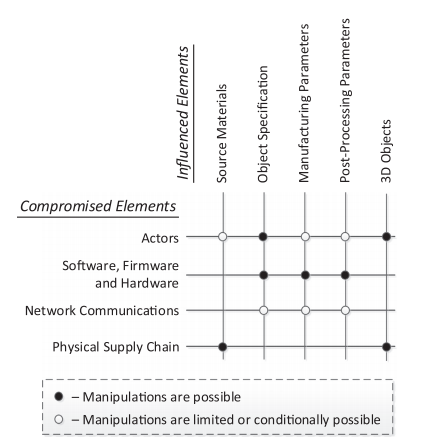 Influenced Elements
Source Materials
Object Specification
Manufacturing Parameters
Post-Processing Parameters
3D Objects
Compromised Elements
Actors
Software, Firmware
and Hardware
Network Communications
Physical Supply Chain
– Manipulations are possible
– Manipulations are limited or conditionally possible